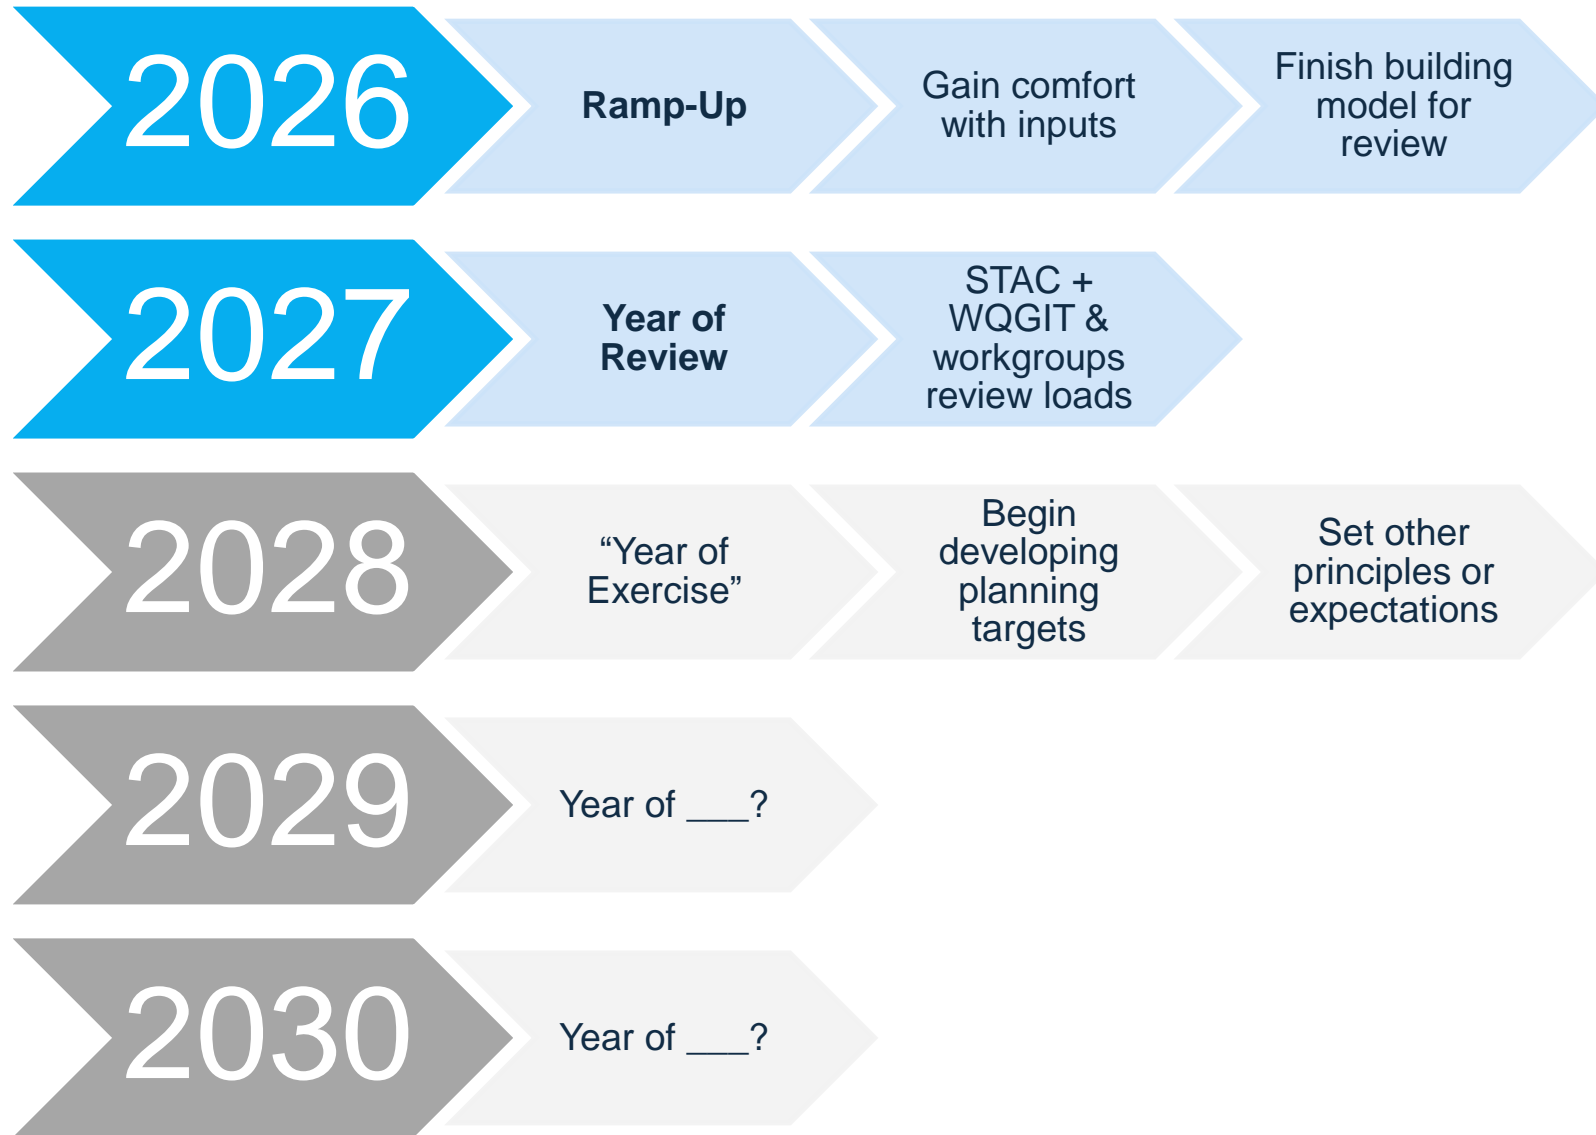 2026
Ramp-Up
Gain comfort
with inputs
Finish building
model for
review
2027
Year of
Review
STAC +
WQGIT &
workgroups
review loads
2028
“Year of
Exercise”
Begin
developing
planning
targets
Set other
principles or
expectations
2029
Year of ___?
2030
Year of ___?